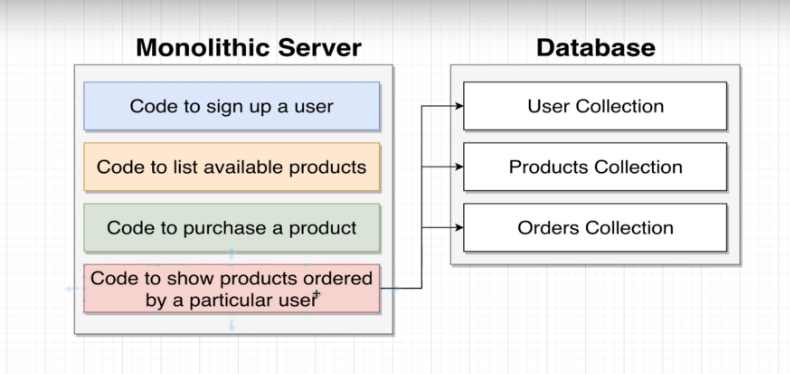 Monolithic Server
Code to sign up a user
Code to list available products
Code to purchase a product
Code to show products ordered
by a particular user
Database
User Collection
Products Collection
Orders Collection